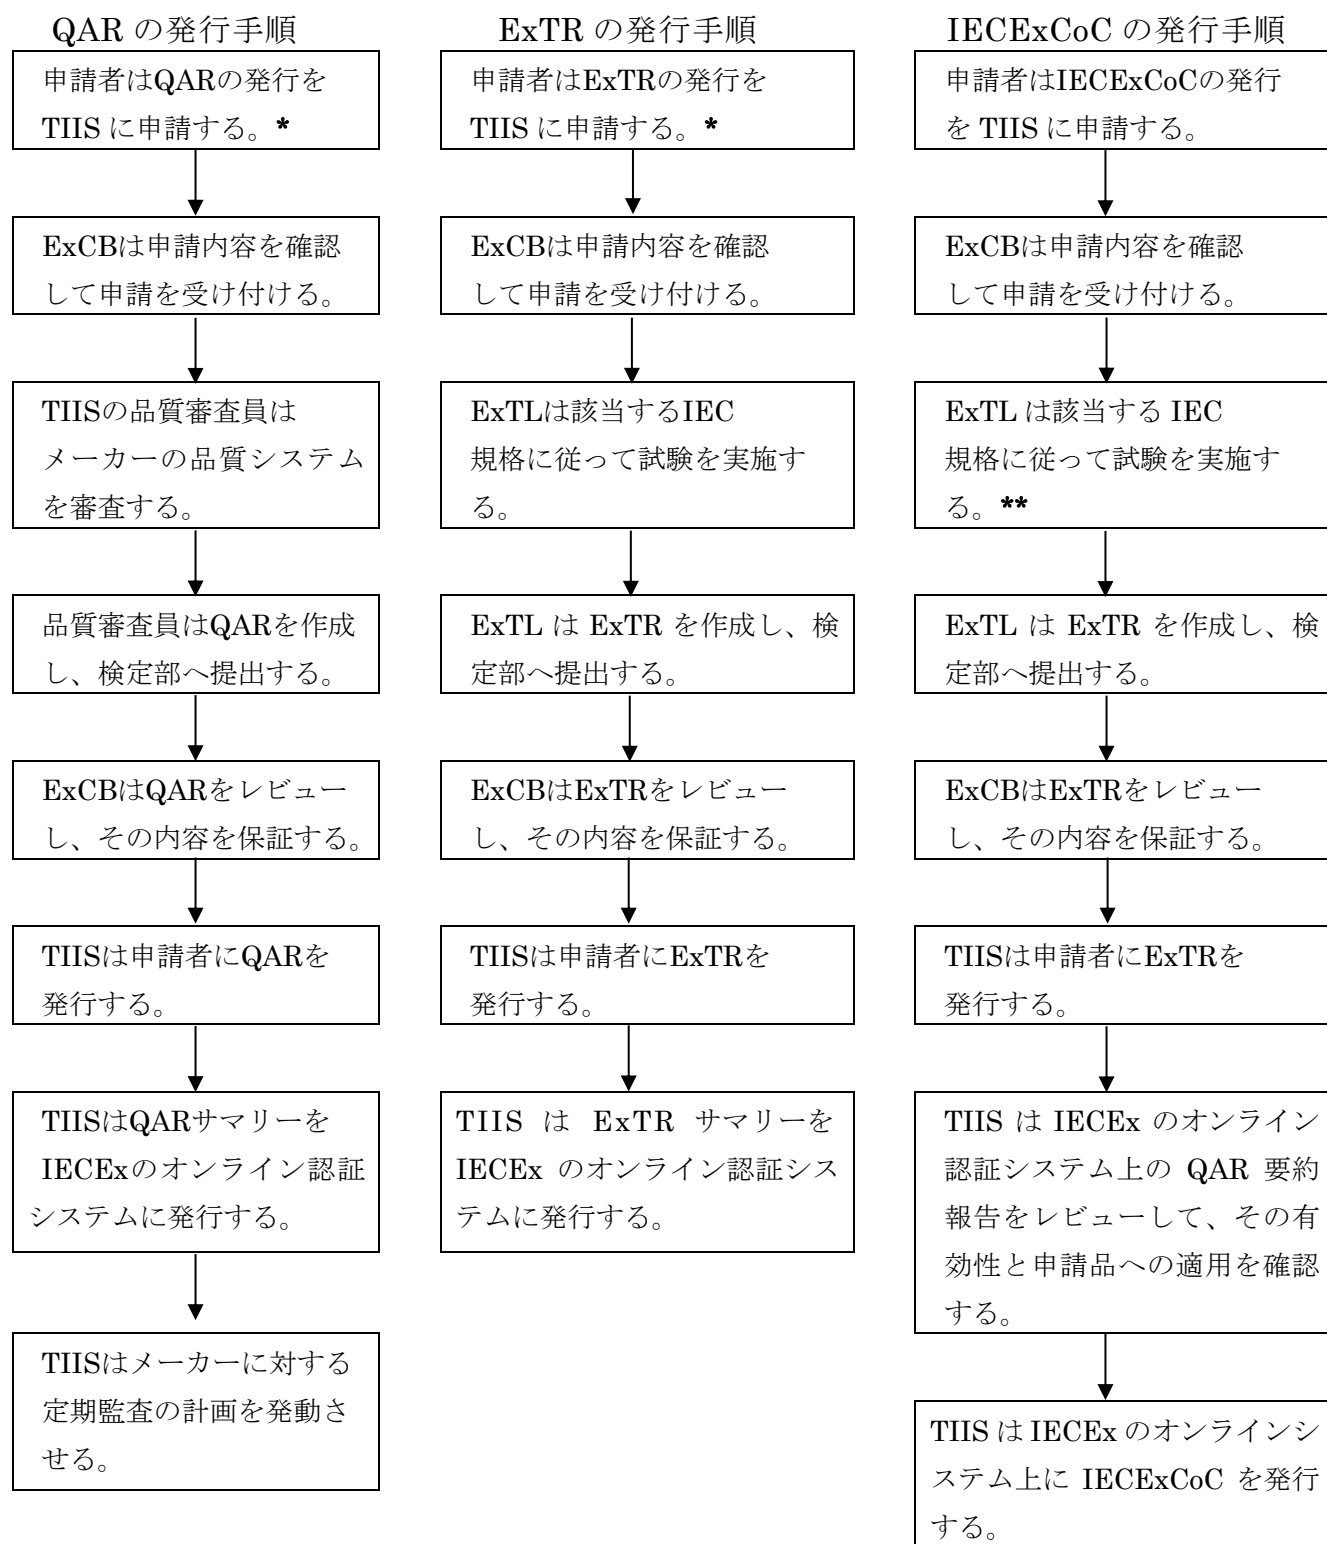 QAR の発行手順
申請者はQARの発行を
TIIS に申請する。*
ExCBは申請内容を確認
して申請を受け付ける。
TIISの品質審査員は
メーカーの品質システム
を審査する。
品質審査員はQARを作成
し、検定部へ提出する。
ExCBはQARをレビュー
し、その内容を保証する。
TIISは申請者にQARを
発行する。
TIISはQARサマリーを
IECExのオンライン認証
システムに発行する。
TIISはメーカーに対する
定期監査の計画を発動さ
せる。
ExTR の発行手順
申請者はExTRの発行を
TIIS に申請する。*
ExCBは申請内容を確認
して申請を受け付ける。
ExTLは該当するIEC
規格に従って試験を実施す
る。
ExTL は ExTR を作成し、検
定部へ提出する。
ExCBはExTRをレビュー
し、その内容を保証する。
TIISは申請者にExTRを
発行する。
TIIS は ExTR サマリーを
IECEx のオンライン認証シス
テムに発行する。
IECExCoC の発行手順
申請者はIECExCoCの発行
を TIIS に申請する。
ExCBは申請内容を確認
して申請を受け付ける。
ExTL は該当する IEC
規格に従って試験を実施す
る。**
ExTL は ExTR を作成し、検
定部へ提出する。
ExCBはExTRをレビュー
し、その内容を保証する。
TIISは申請者にExTRを
発行する。
TIIS は IECEx のオンライン
認証システム上の QAR 要約
報告をレビューして、その有
効性と申請品への適用を確認
する。
TIIS は IECEx のオンラインシ
ステム上に IECExCoC を発行
する。